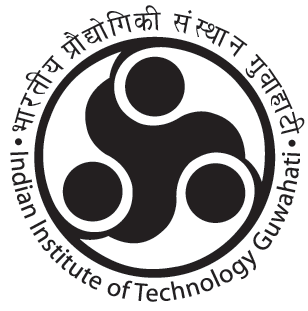 • भारतीय प्रौद्योगिकी संस्थान गुवाहाटी •
Indian Institute of Technology Guwahati